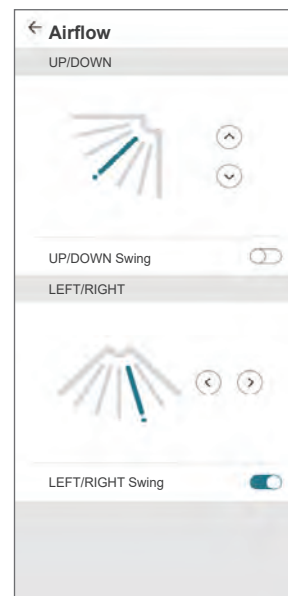 Airflow
UP/DOWN
UP/DOWN Swing
LEFT/RIGHT
LEFT/RIGHT Swing